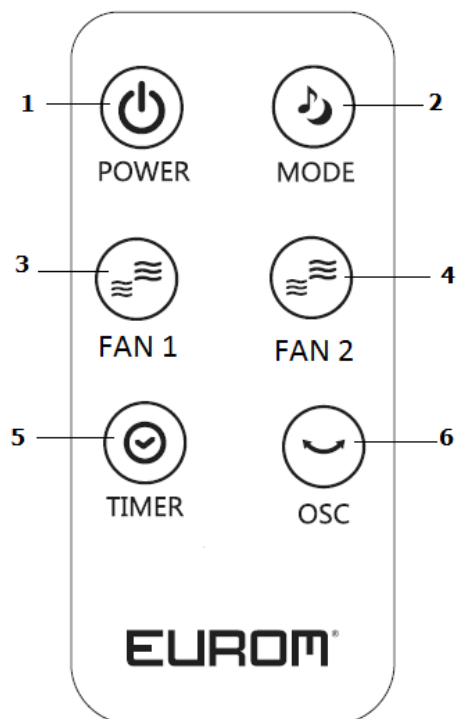 1
2
POWER
MODE
3
4
FAN 1
FAN 2
5
6
TIMER
OSC
EUROM®